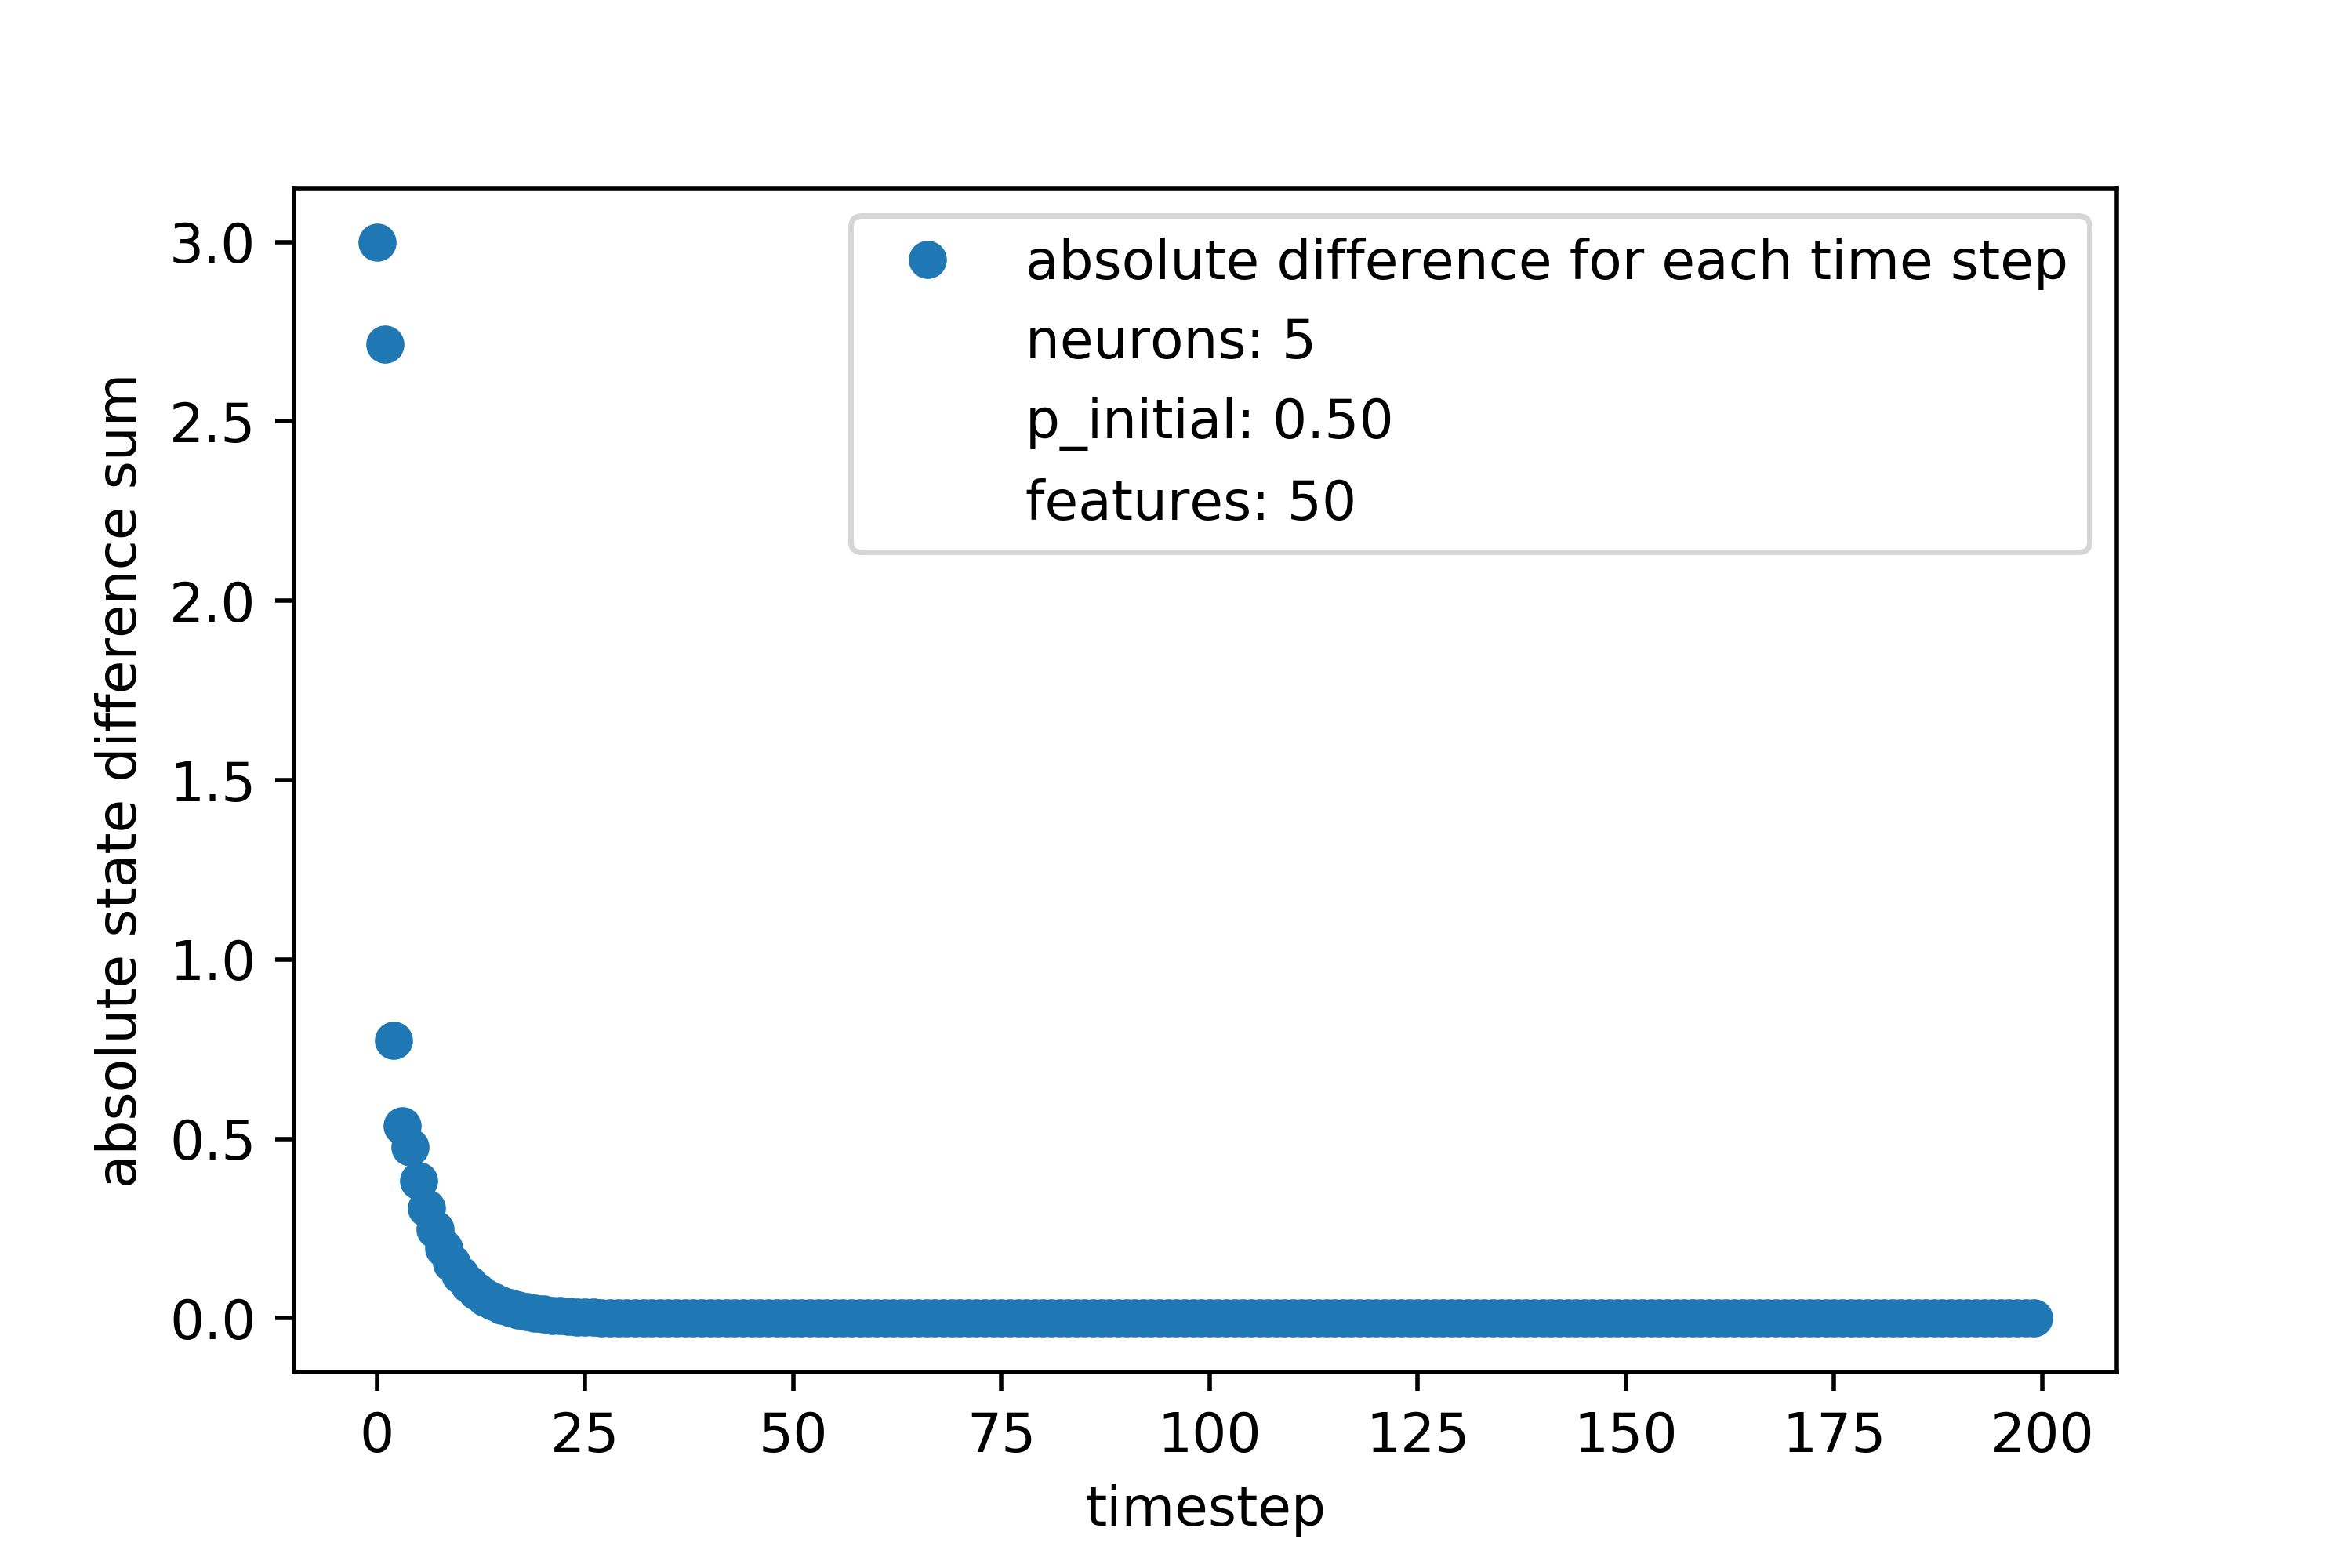 absolute difference for each time step
neurons: 5
p_initial: 0.50
features: 50
absolute state difference sum
3.0
2.5
2.0
1.5
1.0
0.5
0.0
0 25 50 75 100 125 150 175 200
timestep